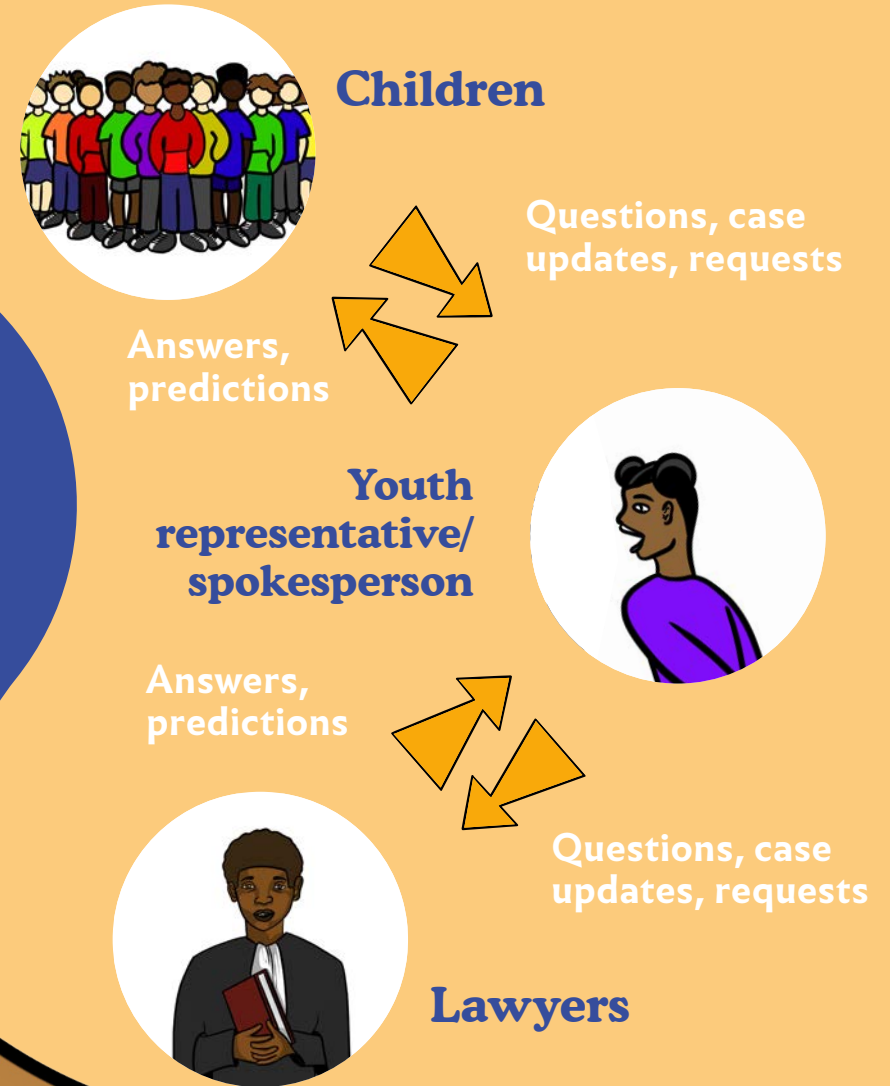 Children
Questions, case
updates, requests
Answers,
predictions
Youth
representative/
spokesperson
Answers,
predictions
Questions, case
updates, requests
Lawyers